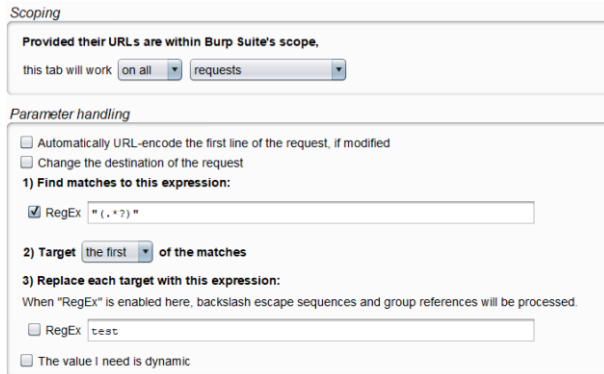 Scoping
Provided their URLs are within Burp Suite's scope,
this tab will work on all requests
Parameter handling
Automatically URL-encode the first line of the request, if modified
Change the destination of the request
1) Find matches to this expression:
RegEx "(.*?)"
2) Target the first of the matches
3) Replace each target with this expression:
When "RegEx" is enabled here, backslash escape sequences and group references will be processed.
RegEx test
The value I need is dynamic